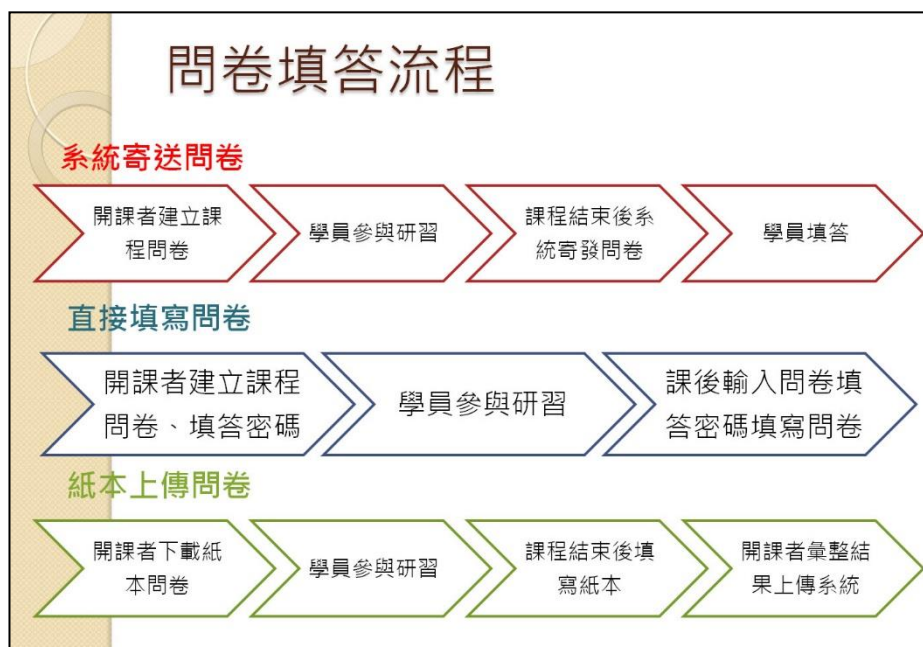 問卷填答流程
系統寄送問卷
開課者建立課
程問卷
學員參與研習
課程結束後系
統寄發問卷
學員填答
直接填寫問卷
開課者建立課程
問卷、填答密碼
學員參與研習
課後輸入問卷填
答密碼填寫問卷
紙本上傳問卷
開課者下載紙
本問卷
學員參與研習
課程結束後填
寫紙本
開課者彙整結
果上傳系統